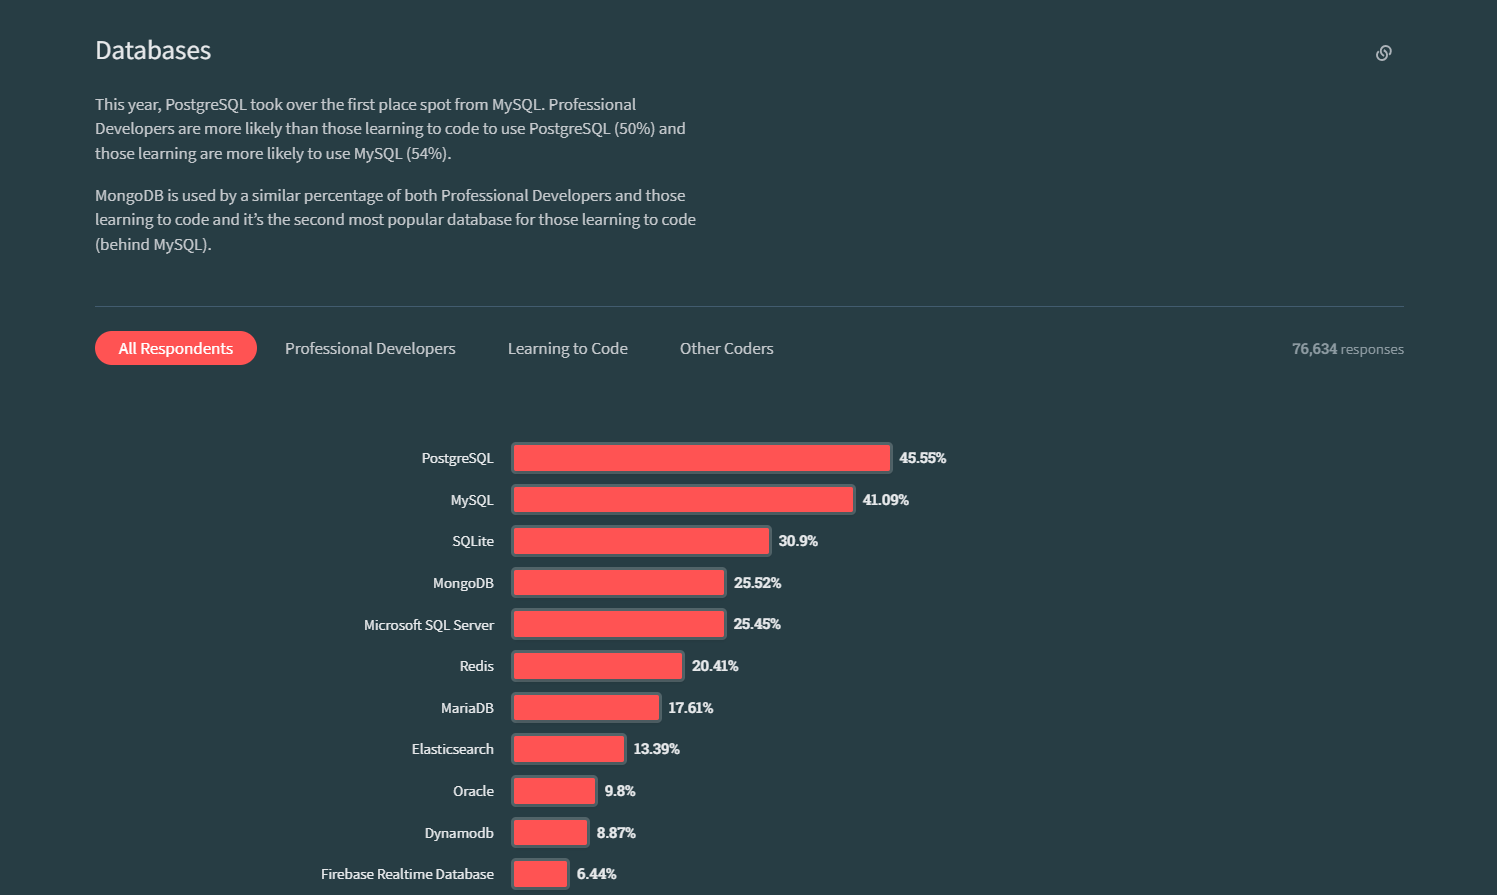 Databases
This year, PostgreSQL took over the first place spot from MySQL. Professional
Developers are more likely than those learning to code to use PostgreSQL (50%) and
those learning are more likely to use MySQL (54%).
MongoDB is used by a similar percentage of both Professional Developers and those
learning to code and it’s the second most popular database for those learning to code
(behind MySQL).
All Respondents Professional Developers Learning to Code Other Coders 76,634 responses
PostgreSQL 45.55%
MySQL 41.09%
SQLite 30.9%
MongoDB 25.52%
Microsoft SQL Server 25.45%
Redis 20.41%
MariaDB 17.61%
Elasticsearch 13.39%
Oracle 9.8%
Dynamodb 8.87%
Firebase Realtime Database 6.44%